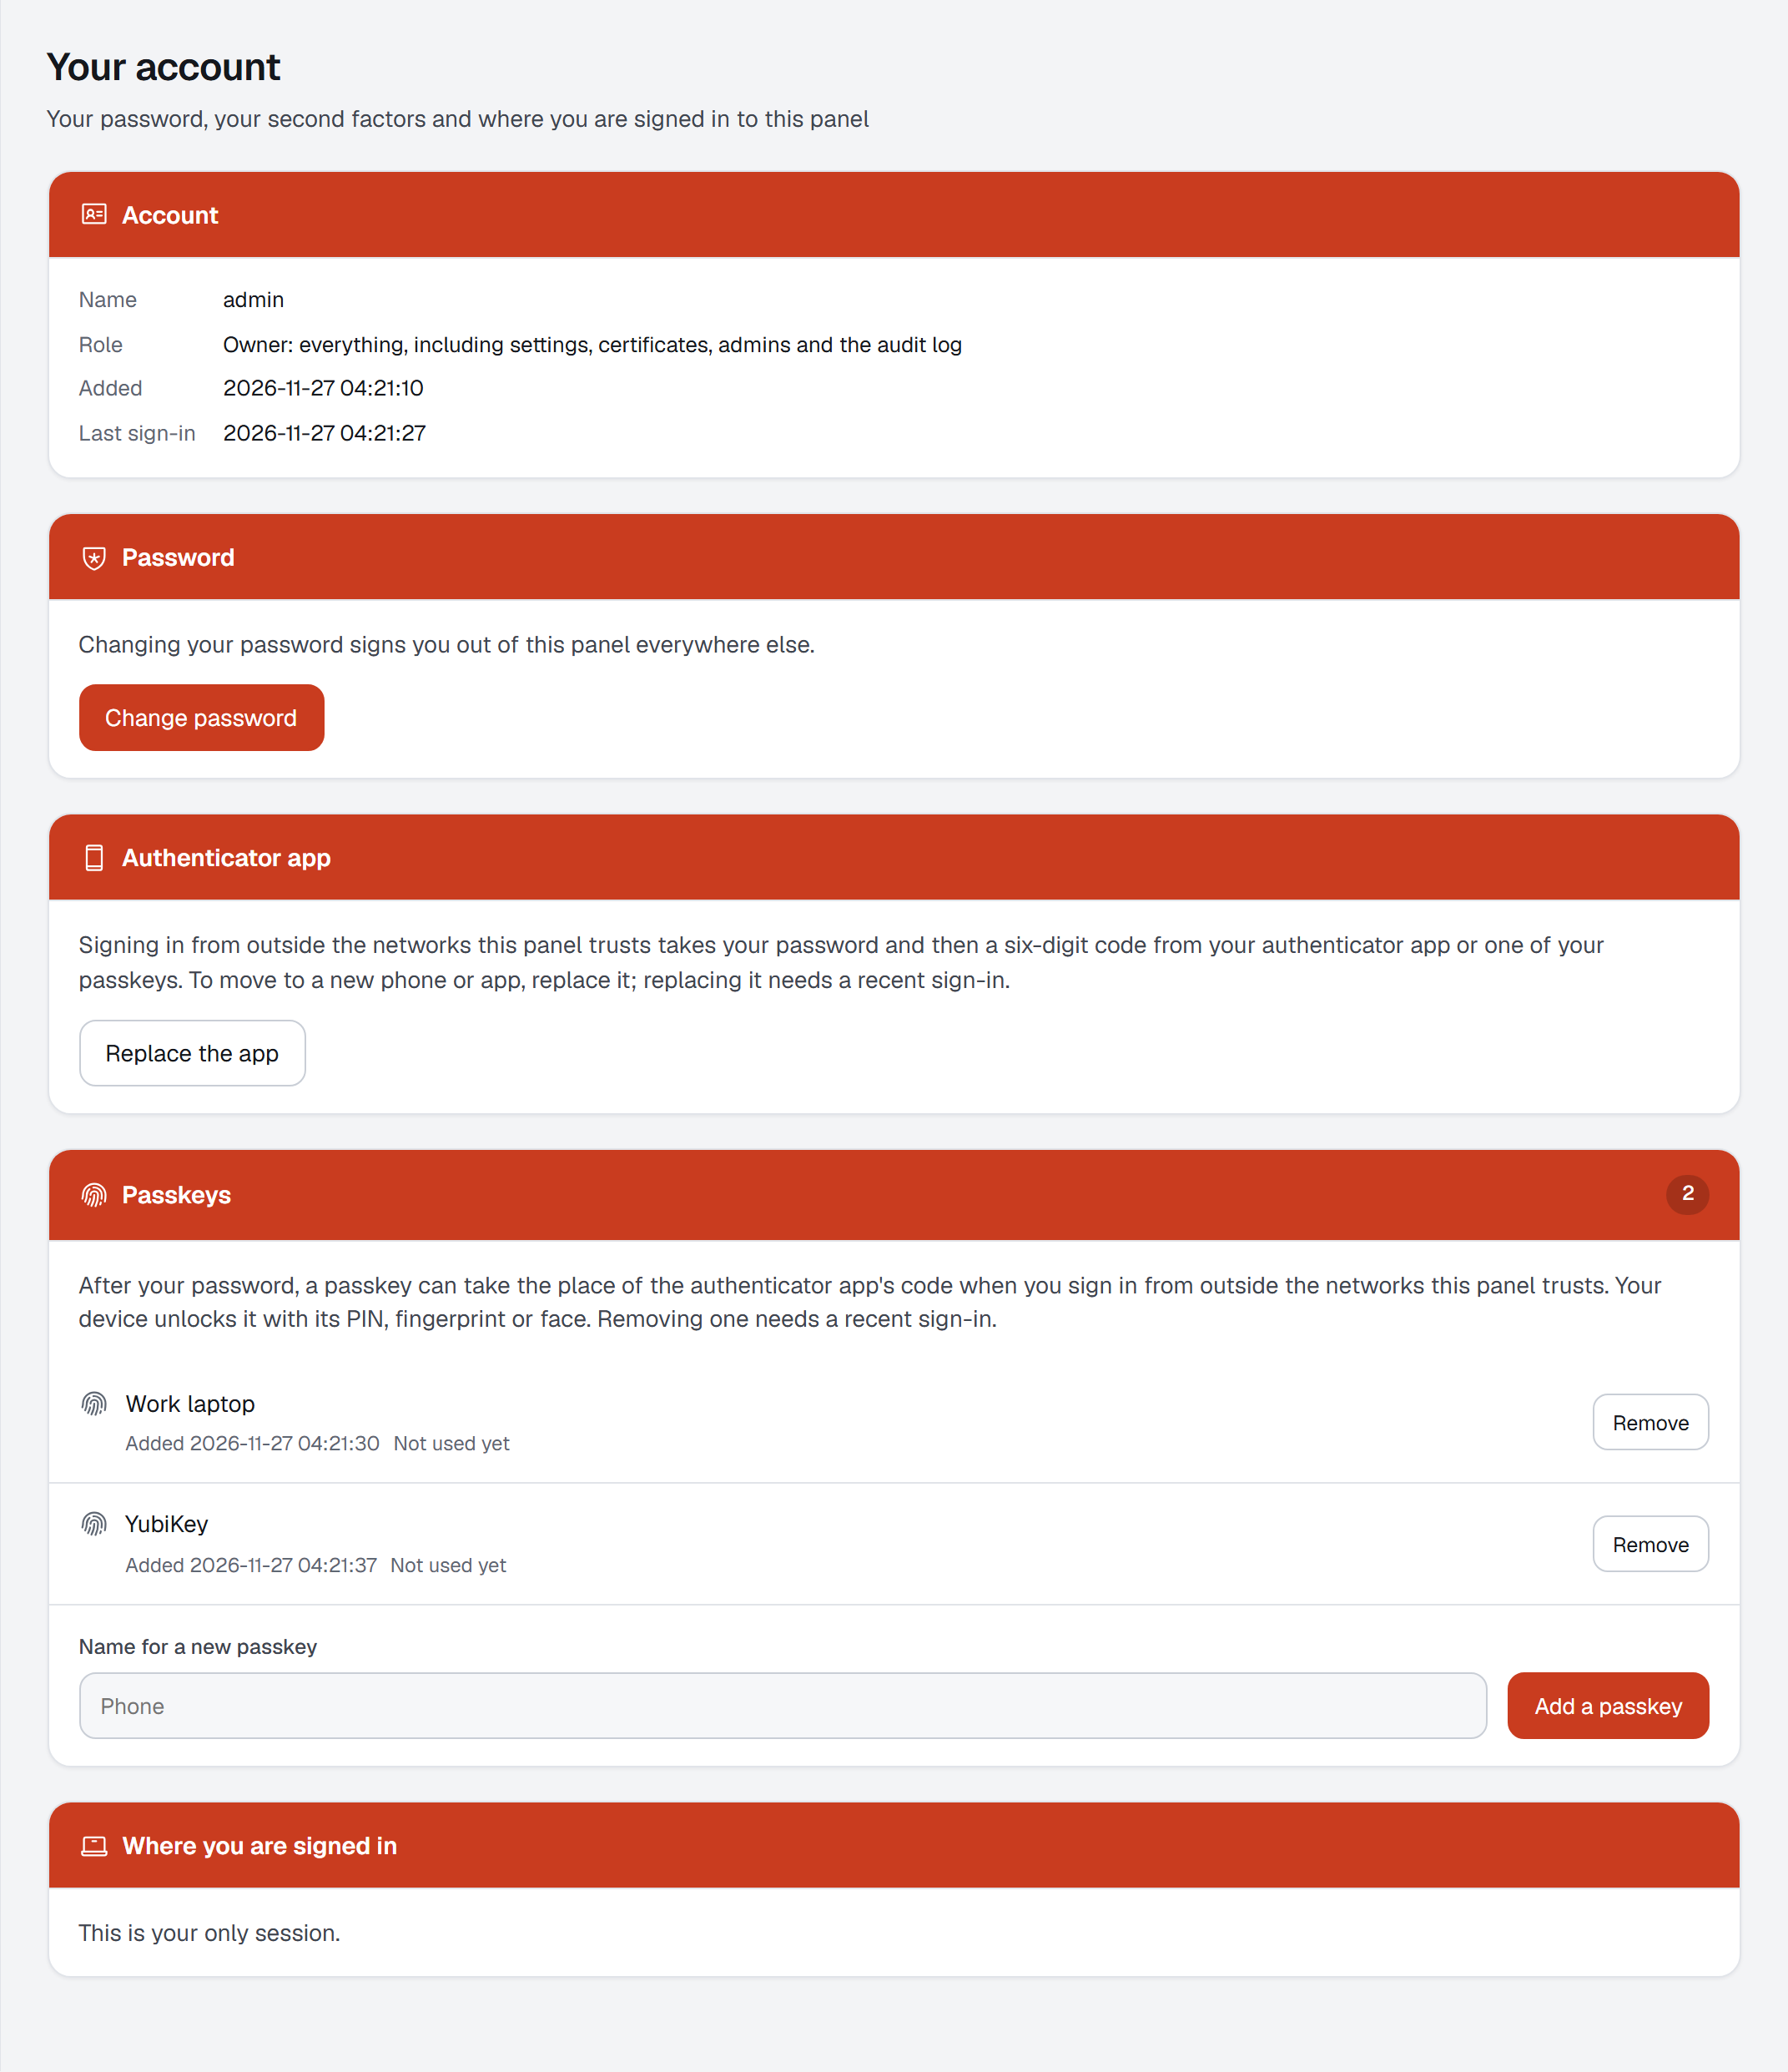 Your account
Your password, your second factors and where you are signed in to this panel
Account
Name admin
Role Owner: everything, including settings, certificates, admins and the audit log
Added 2026-11-27 04:21:10
Last sign-in 2026-11-27 04:21:27
Password
Changing your password signs you out of this panel everywhere else.
Change password
Authenticator app
Signing in from outside the networks this panel trusts takes your password and then a six-digit code from your authenticator app or one of your
passkeys. To move to a new phone or app, replace it; replacing it needs a recent sign-in.
Replace the app
Passkeys 2
After your password, a passkey can take the place of the authenticator app's code when you sign in from outside the networks this panel trusts. Your
device unlocks it with its PIN, fingerprint or face. Removing one needs a recent sign-in.
Work laptop
Added 2026-11-27 04:21:30 Not used yet
Remove
YubiKey
Added 2026-11-27 04:21:37 Not used yet
Remove
Name for a new passkey
Phone
Add a passkey
Where you are signed in
This is your only session.